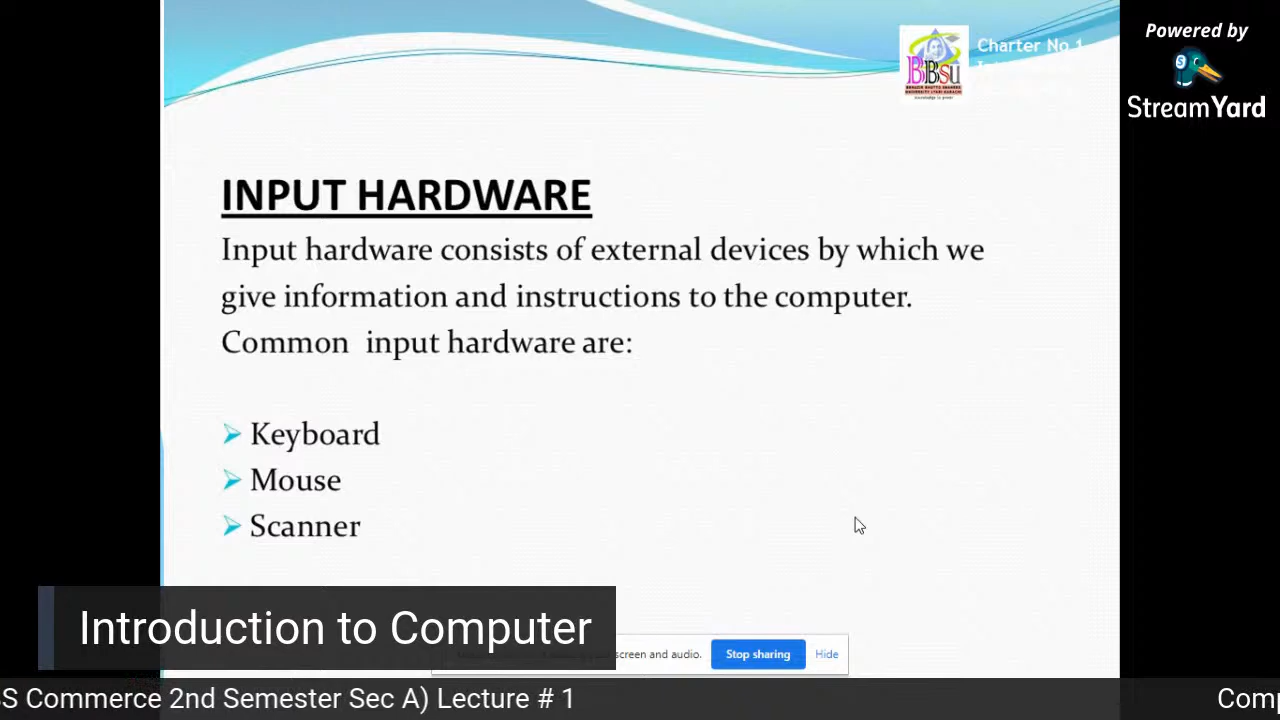 Powered by
StreamYard
Charter No 1
BBSU
INPUT HARDWARE
Input hardware consists of external devices by which we
give information and instructions to the computer.
Common input hardware are:
Keyboard
Mouse
Scanner
Introduction to Computer
screen and audio.
Stop sharing
Hide
S Commerce 2nd Semester Sec A) Lecture # 1
Com